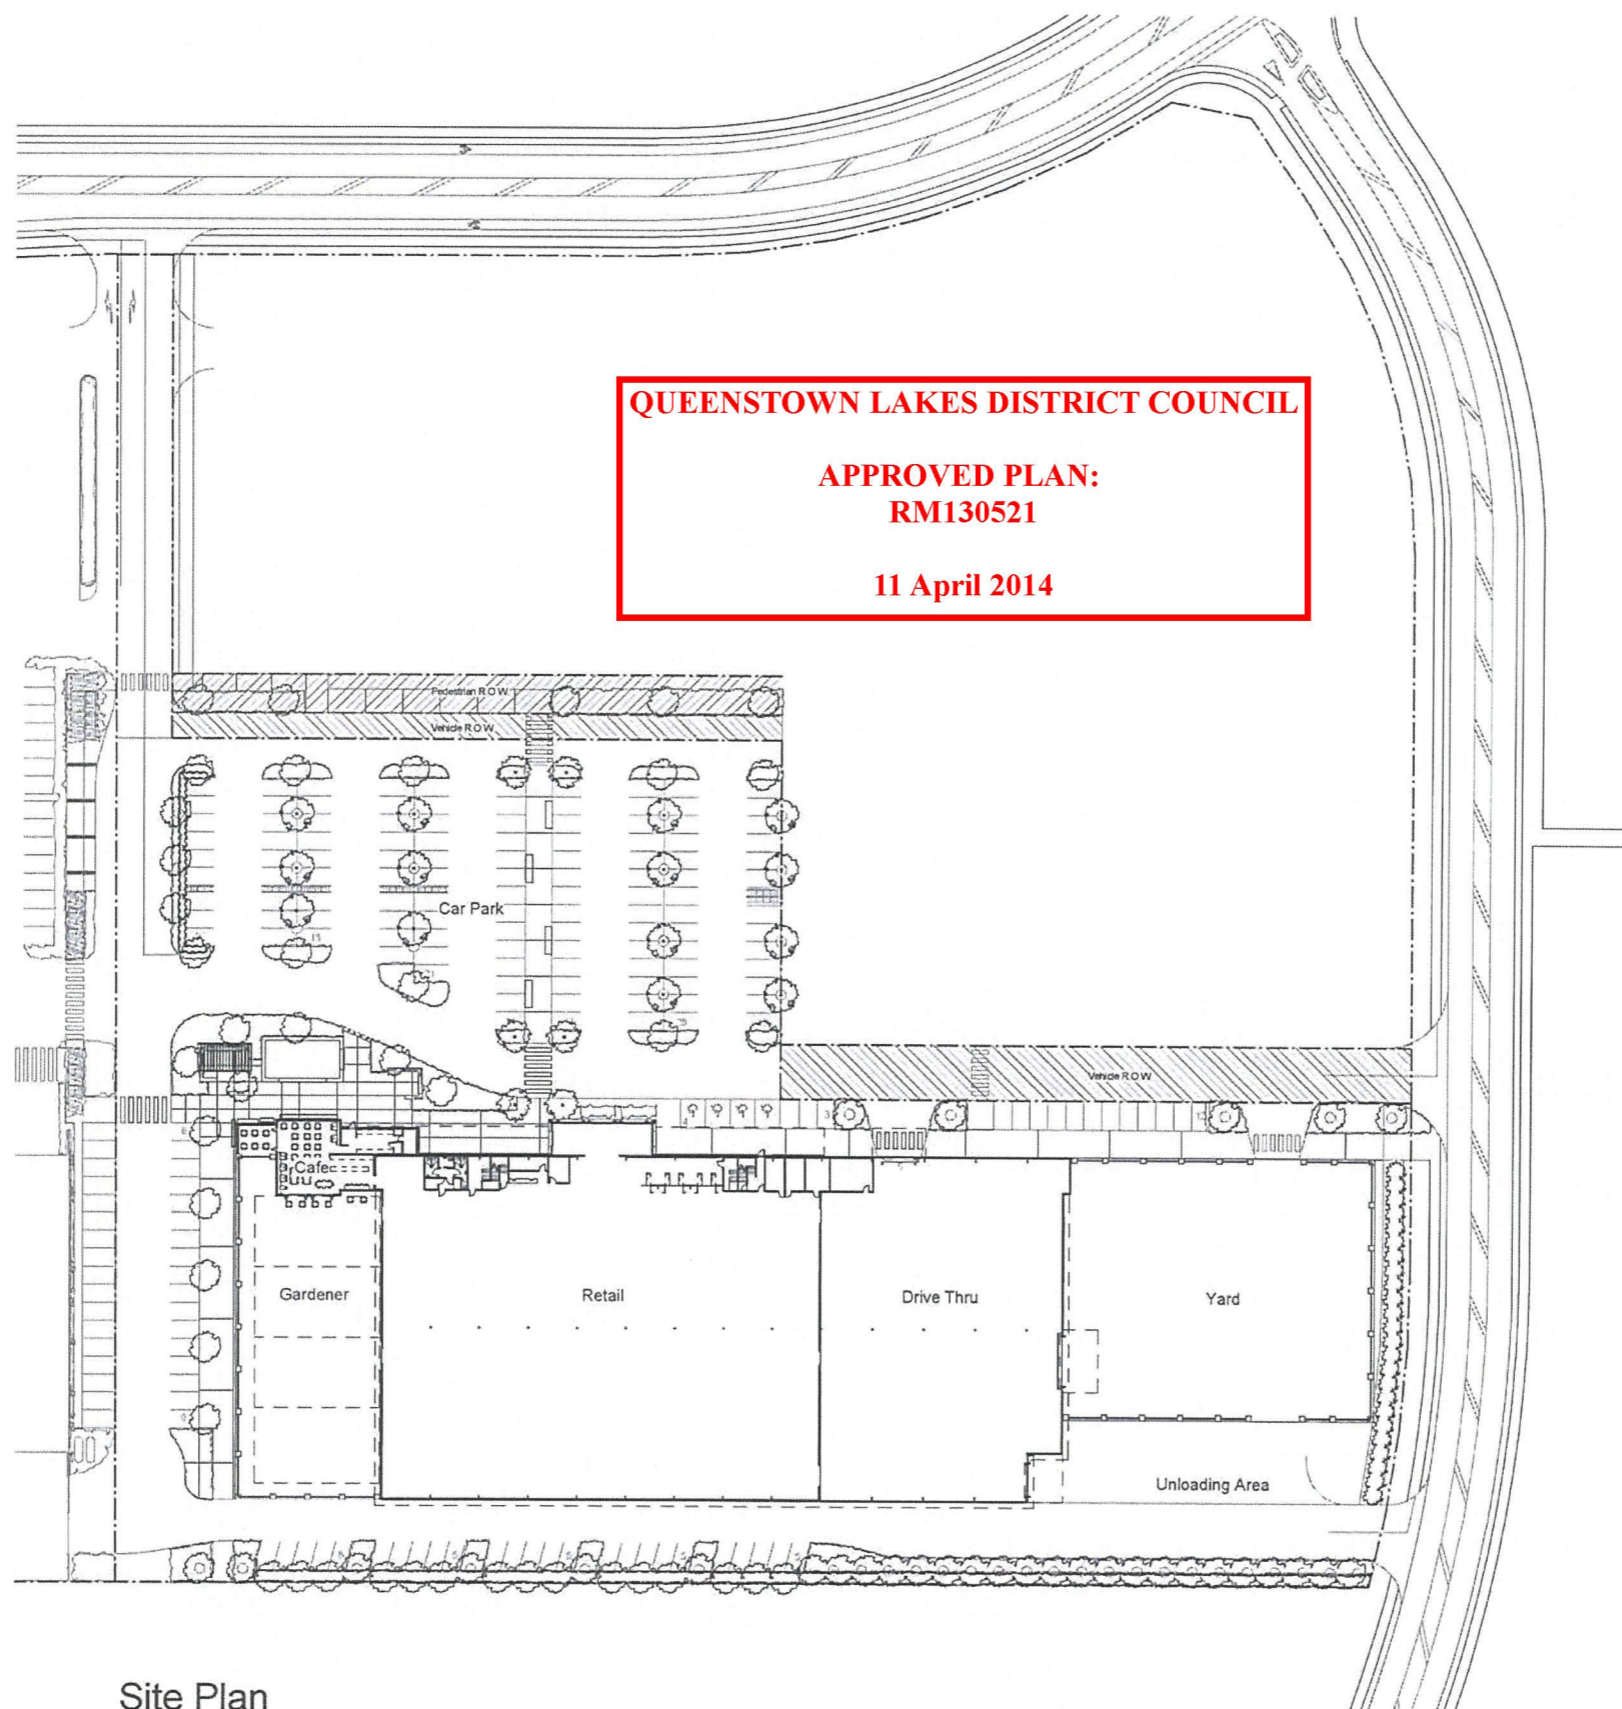 QUEENSTOWN LAKES DISTRICT COUNCIL
APPROVED PLAN:
RM130521
11 April 2014
Pedestrian R.O.W.
Vehicle R.O.W.
Car Park
Vehicle R.O.W.
Cafe
Gardener
Retail
Drive Thru
Yard
Unloading Area
Site Plan